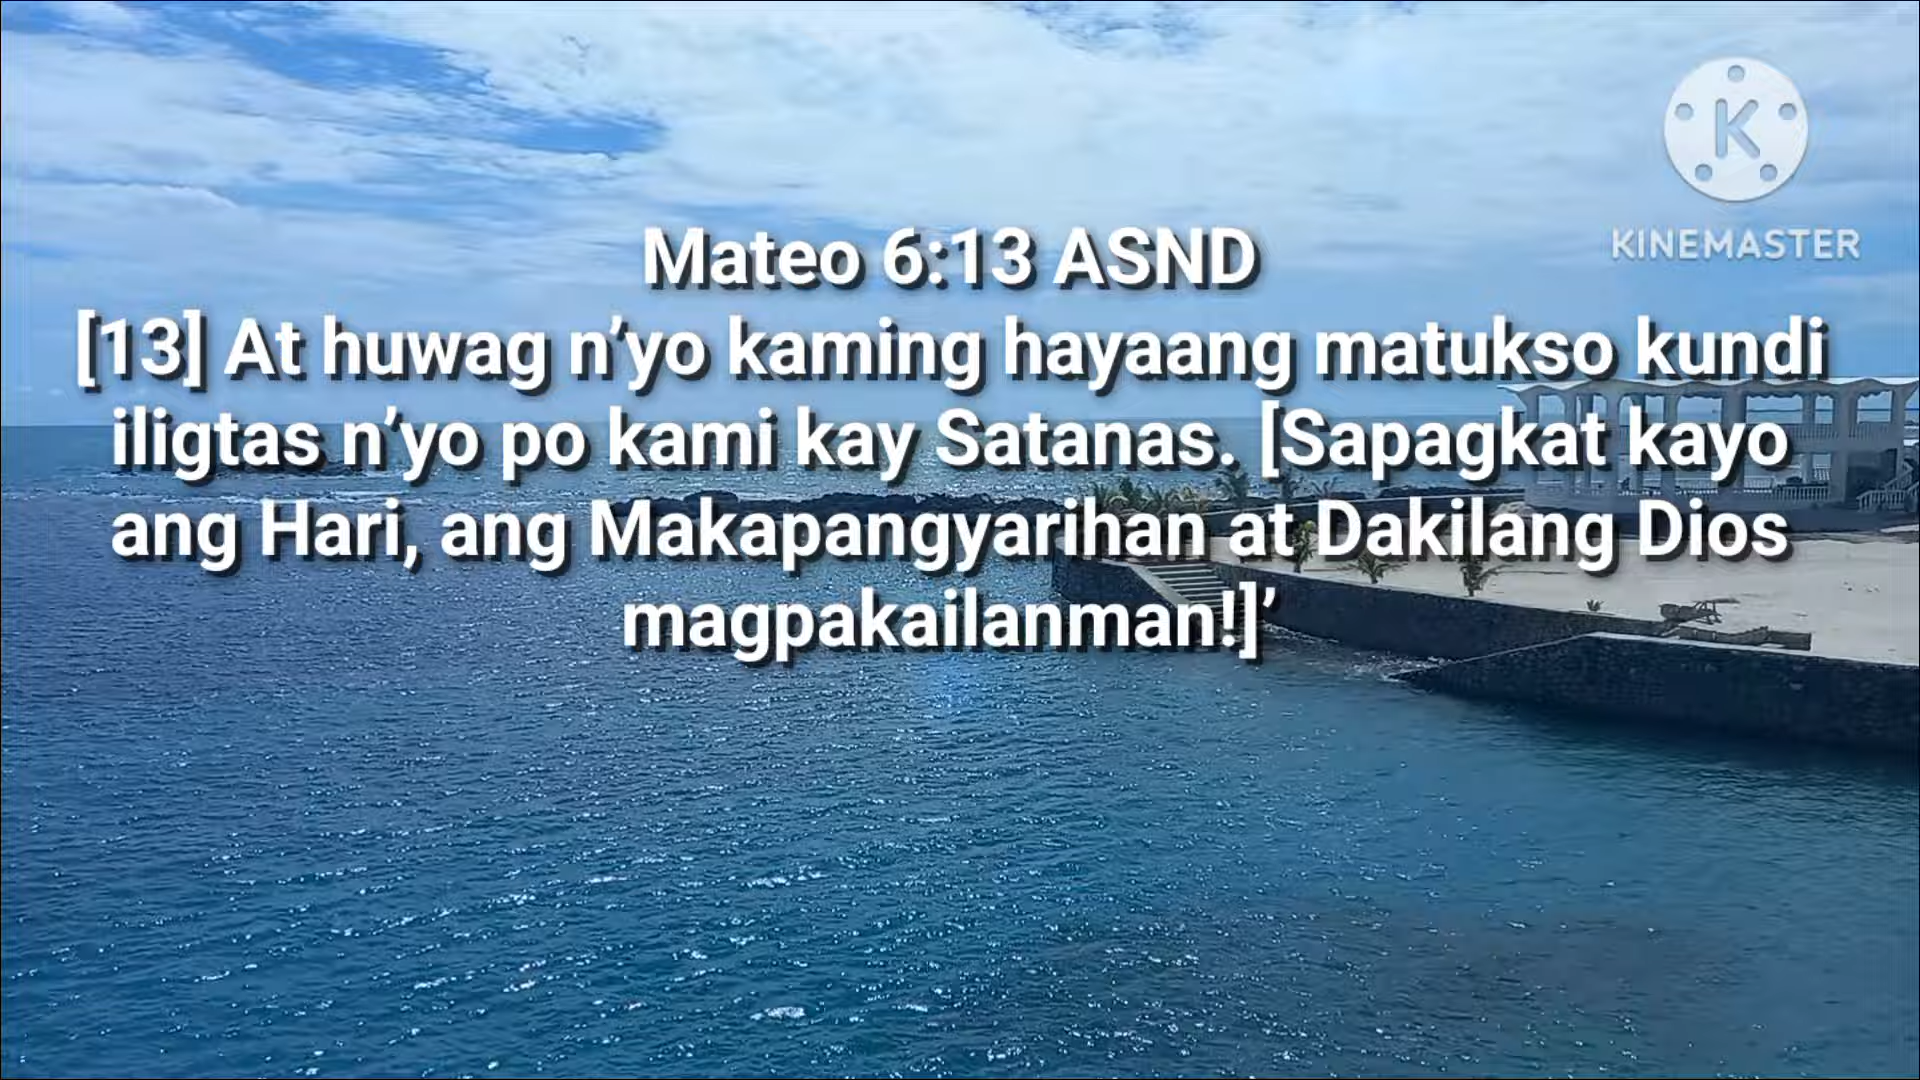 K
KINEMASTER
Mateo 6:13 ASND
[13] At huwag n’yo kaming hayaang matukso kundi
iligtas n’yo po kami kay Satanas. [Sapagkat kayo
ang Hari, ang Makapangyarihan at Dakilang Dios
magpakailanman!]’